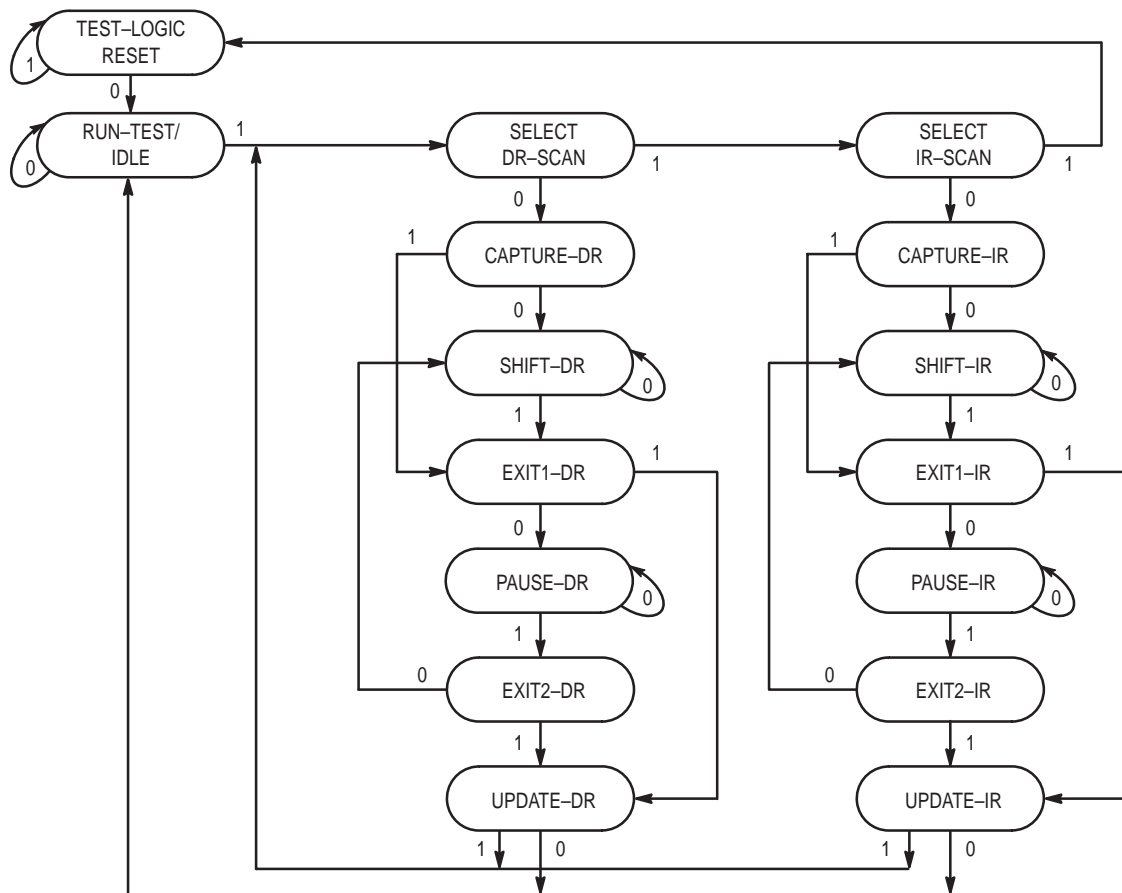 TEST–LOGIC
RESET
1
0
RUN–TEST/
IDLE
0
1
SELECT
DR–SCAN
1
SELECT
IR–SCAN
1
0
0
1
CAPTURE–DR
1
CAPTURE–IR
0
0
SHIFT–DR
0
SHIFT–IR
0
1
1
EXIT1–DR
1
EXIT1–IR
1
0
0
PAUSE–DR
0
PAUSE–IR
0
1
1
0
EXIT2–DR
0
EXIT2–IR
1
1
UPDATE–DR
UPDATE–IR
1
0
1
0